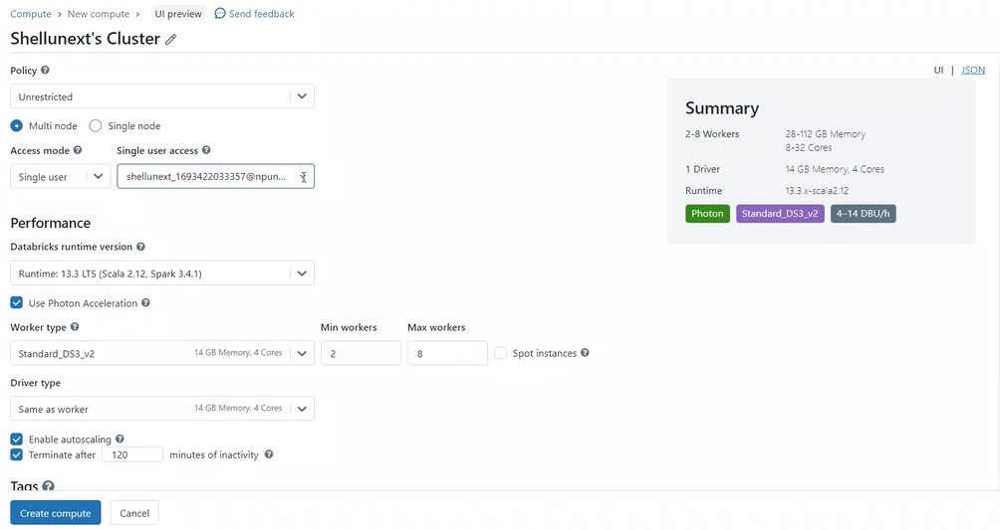 Compute › New compute › UI preview Send feedback
Shellunext's Cluster
UI | JSON
Policy
Unrestricted
Multi node Single node
Access mode Single user access
Single user shellunext_1693422033357@npun...
Performance
Databricks runtime version
Runtime: 13.3 LTS (Scala 2.12, Spark 3.4.1)
Use Photon Acceleration
Worker type Min workers Max workers
Standard_DS3_v2 14 GB Memory, 4 Cores 2 8 Spot instances
Driver type
Same as worker 14 GB Memory, 4 Cores
Enable autoscaling
Terminate after 120 minutes of inactivity
Tags
Create compute Cancel
Summary
2-8 Workers 28-112 GB Memory
8-32 Cores
1 Driver 14 GB Memory, 4 Cores
Runtime 13.3.x-scala2.12
Photon Standard_DS3_v2 4–14 DBU/h